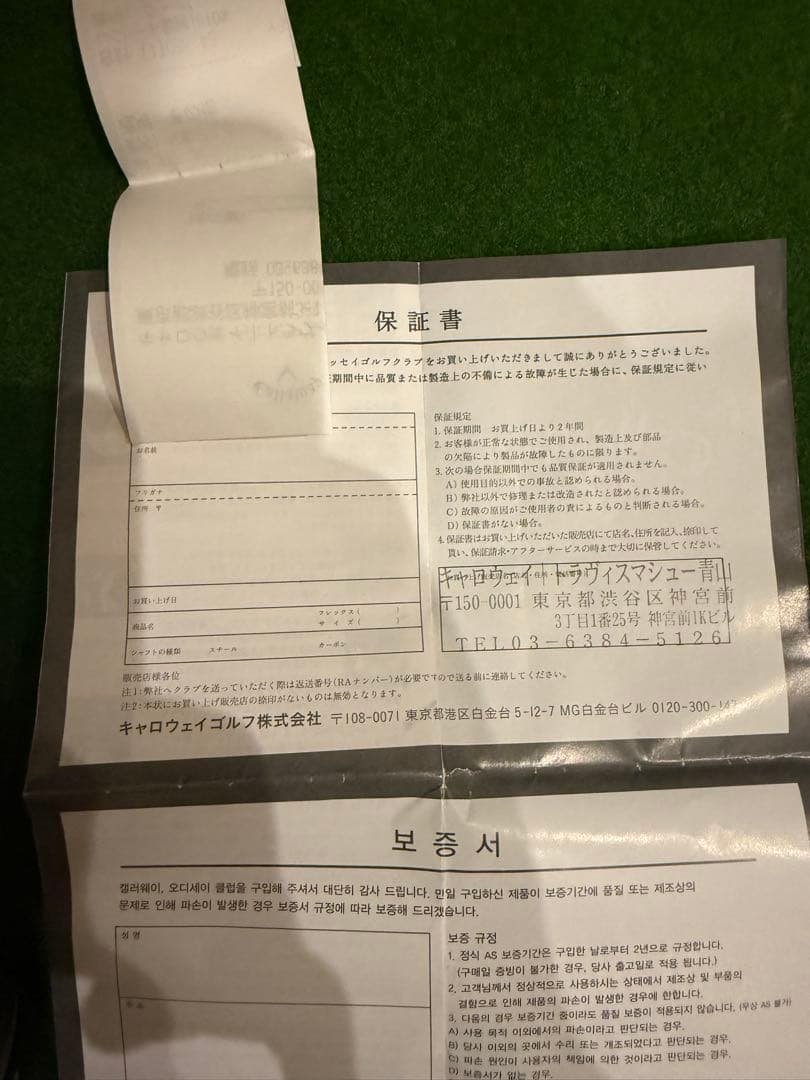 保証書
ッセイゴルフクラブをお買い上げいただきまして誠にありがとうございました。
期間中に品質または製造上の不備による故障が生じた場合に、保証規定に従い
お名前
フリガナ
住所 〒
お買い上げ日
商品名
フレックス( )
サイズ( )
シャフトの種類 スチール カーボン
保証規定
1. 保証期間 お買上げ日より2年間
2. お客様が正常な状態でご使用され、製造上及び部品
の欠陥により製品が故障したものに限ります。
3. 次の場合保証期間中でも品質保証が適用されません。
A) 使用目的以外での事故と認められる場合。
B) 弊社以外で修理または改造されたと認められる場合。
C) 故障の原因がご使用者の責によるものと判断される場合。
D) 保証書がない場合。
4. 保証書はお買い上げいただいた販売店にて店名、住所を記入、捺印して
貰い、保証請求・アフターサービスの時まで大切に保管してください。
キャロウェイ|トラヴィスマシュー青山
〒150-0001 東京都渋谷区神宮前
3丁目1番25号 神宮前IKビル
TEL03-6384-5126
販売店様各位
注1: 弊社へクラブを送っていただく際は返送番号(RAナンバー)が必要ですので送る前に連絡してください。
注2: 本状にお買い上げ販売店の捺印がないものは無効となります。
キャロウェイゴルフ株式会社 〒108-0071 東京都港区白金台 5-12-7 MG白金台ビル 0120-300-147
보증서
캘러웨이, 오디세이 클럽을 구입해 주셔서 대단히 감사 드립니다. 만일 구입하신 제품이 보증기간에 품질 또는 제조상의
문제로 인해 파손이 발생한 경우 보증서 규정에 따라 보증해 드리겠습니다.
성 명
주 소
보증 규정
1. 정식 AS 보증기간은 구입한 날로부터 2년으로 규정합니다.
(구매일 증빙이 불가한 경우, 당사 출고일로 적용 됩니다.)
2. 고객님께서 정상적으로 사용하시는 상태에서 제조상 및 부품의
결함으로 인해 제품의 파손이 발생한 경우에 한합니다.
3. 다음의 경우 보증기간 중이라도 품질 보증이 적용되지 않습니다. (무상 AS 불가)
A) 사용 목적 이외에서의 파손이라고 판단되는 경우.
B) 당사 이외의 곳에서 수리 또는 개조되었다고 판단되는 경우.
C) 파손 원인이 사용자의 책임에 의한 것이라고 판단되는 경우.
D) 보증서가 없는 경우.